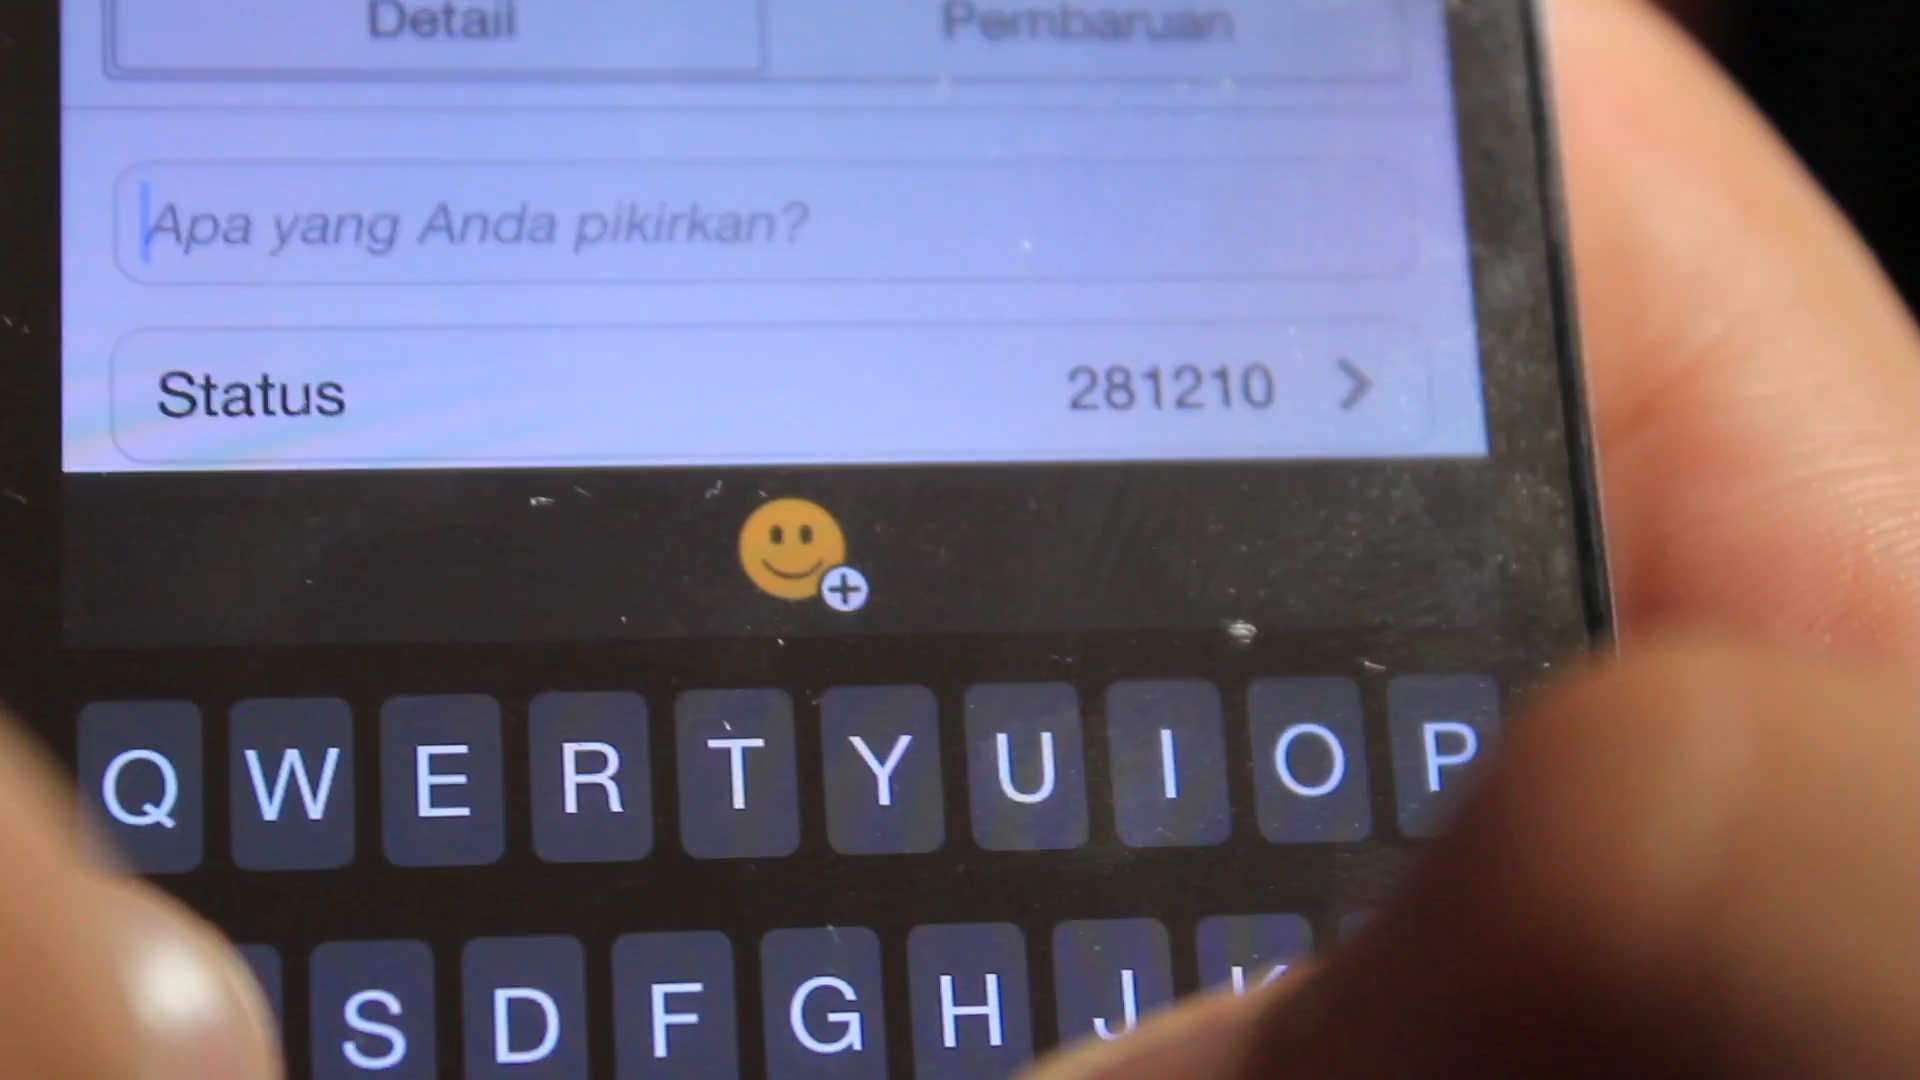 Detail Pembaruan
Apa yang Anda pikirkan?
Status 281210
Q W E R T Y U I O P
S D F G H J K